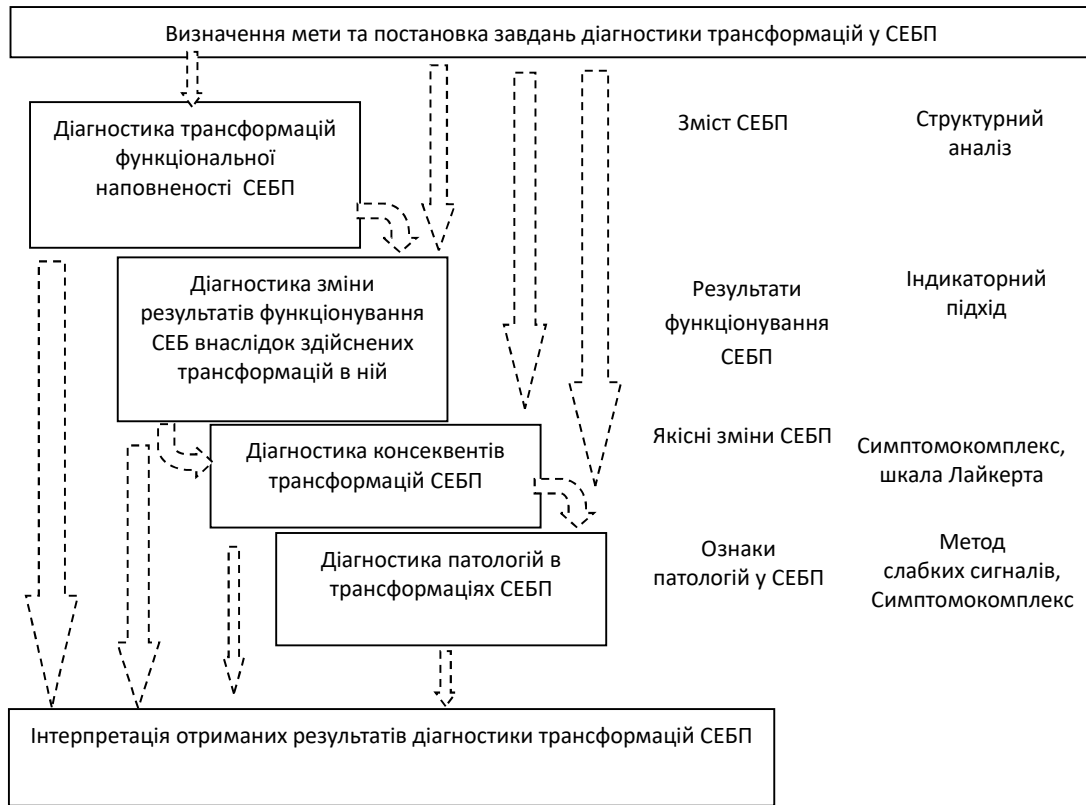 Визначення мети та постановка завдань діагностики трансформацій у СЕБП
Діагностика трансформацій
функціональної
наповненості СЕБП
Зміст СЕБП
Структурний
аналіз
Діагностика зміни
результатів функціонування
СЕБ внаслідок здійснених
трансформацій в ній
Результати
функціонування
СЕБП
Індикаторний
підхід
Діагностика консеквентів
трансформацій СЕБП
Якісні зміни СЕБП
Симптомокомплекс,
шкала Лайкерта
Діагностика патологій в
трансформаціях СЕБП
Ознаки
патологій у СЕБП
Метод
слабких сигналів,
Симптомокомплекс
Інтерпретація отриманих результатів діагностики трансформацій СЕБП